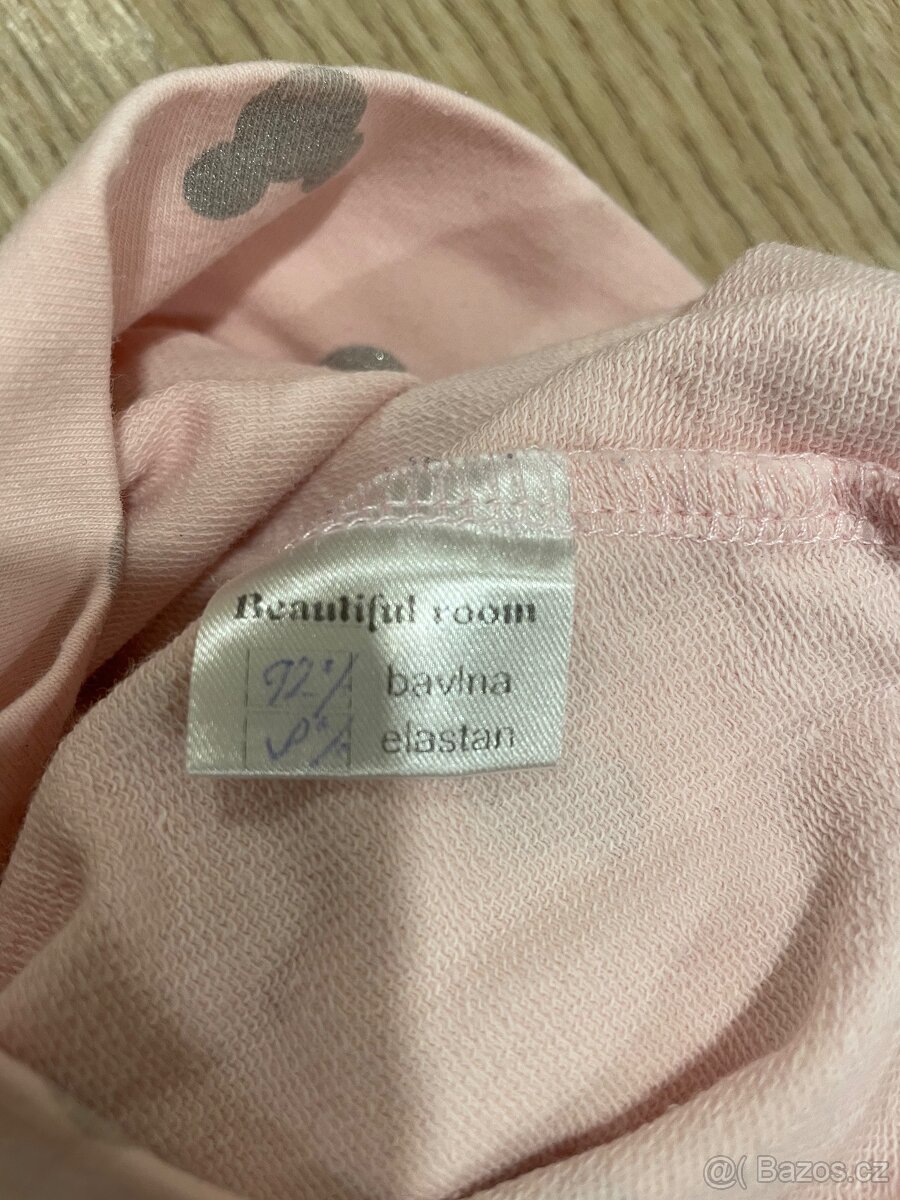 Beautiful room
92% bavlna
8% elastan
@( Bazos.cz